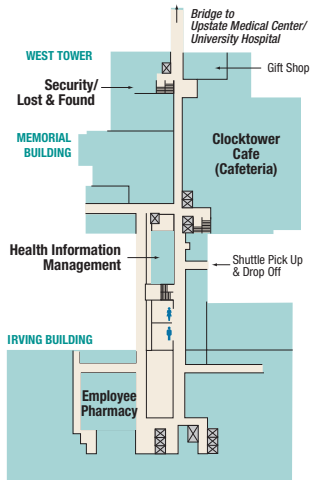 Bridge to
Upstate Medical Center/
University Hospital
WEST TOWER
Gift Shop
Security/
Lost & Found
MEMORIAL
BUILDING
Clocktower
Cafe
(Cafeteria)
Health Information
Management
Shuttle Pick Up
& Drop Off
IRVING BUILDING
Employee
Pharmacy